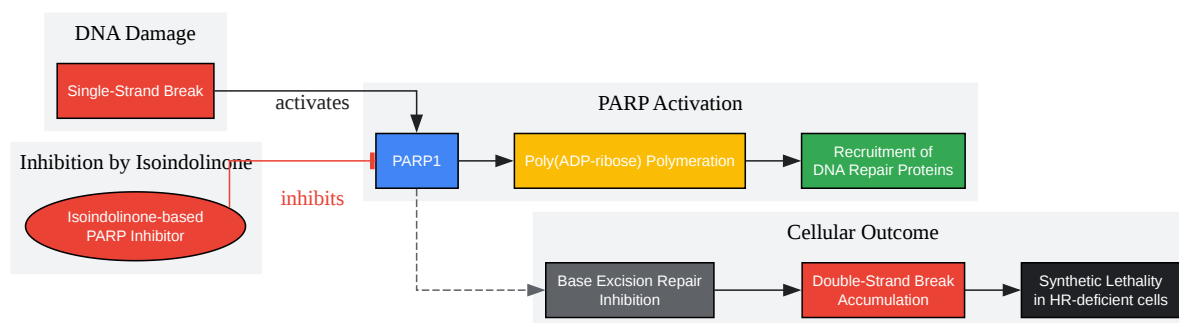 DNA Damage
Single-Strand Break
activates
PARP Activation
Inhibition by Isoindolinone
PARP1
Poly(ADP-ribose) Polymeration
Recruitment of
DNA Repair Proteins
inhibits
Isoindolinone-based
PARP Inhibitor
Cellular Outcome
Base Excision Repair
Inhibition
Double-Strand Break
Accumulation
Synthetic Lethality
in HR-deficient cells